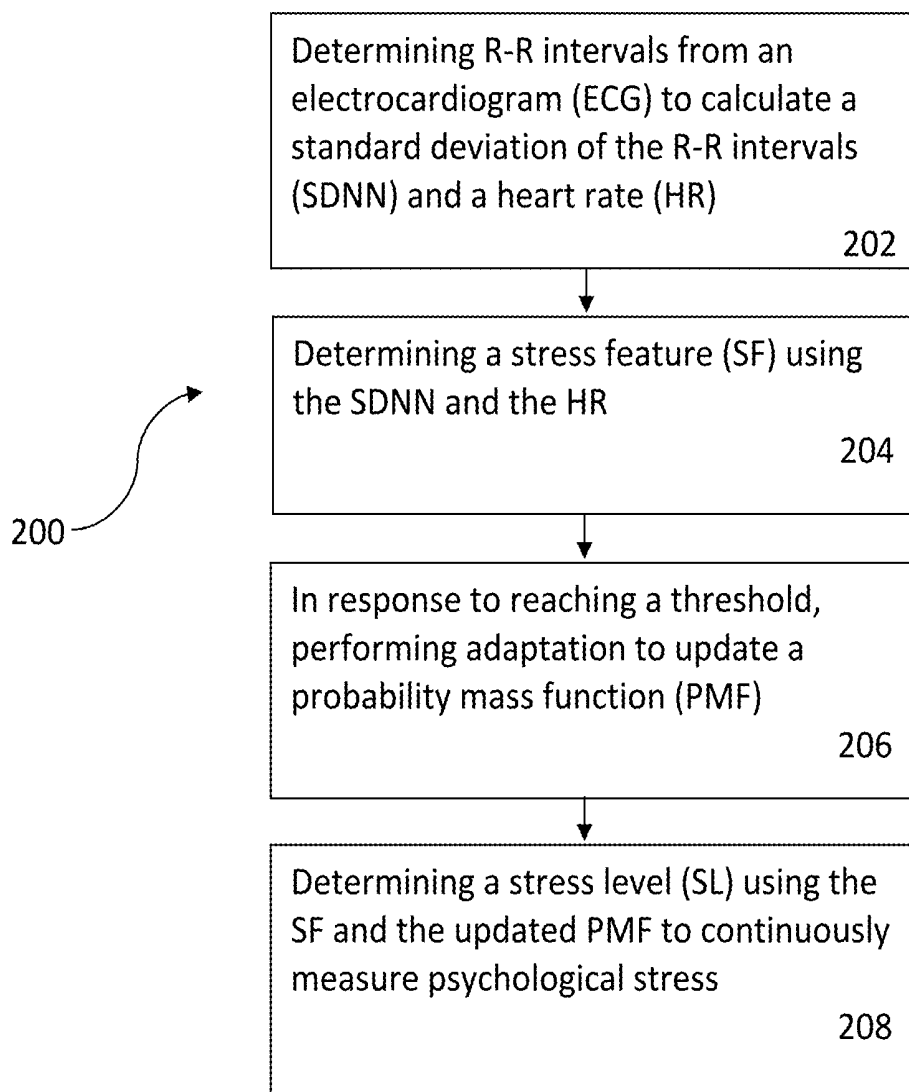 Determining R-R intervals from an
electrocardiogram (ECG) to calculate a
standard deviation of the R-R intervals
(SDNN) and a heart rate (HR)
202
Determining a stress feature (SF) using
the SDNN and the HR
204
200
In response to reaching a threshold,
performing adaptation to update a
probability mass function (PMF)
206
Determining a stress level (SL) using the
SF and the updated PMF to continuously
measure psychological stress
208